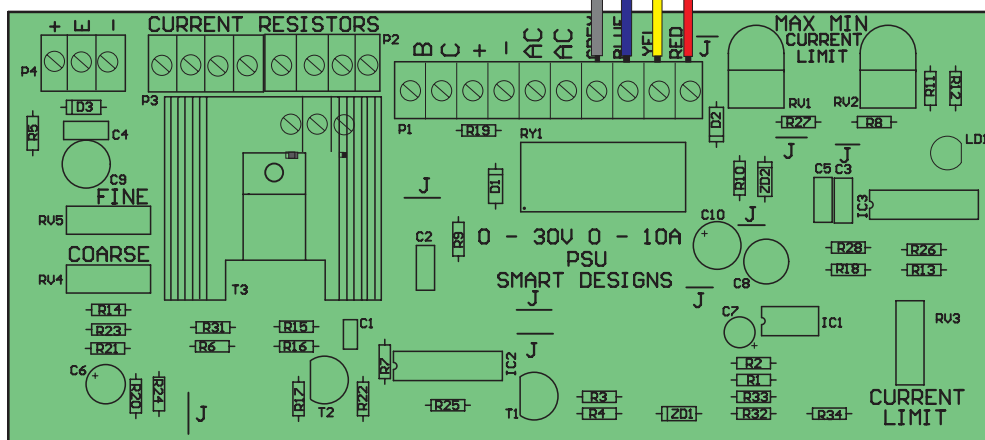 + E −
CURRENT RESISTORS
P2
P4
P3
B C + − AC AC GREY BLUE YEL RED
J
MAX MIN
CURRENT
LIMIT
P1
RV1
RV2
R11
R12
D3
R5
C4
C9
R19
RY1
D2
R27
R8
LD1
J
J
FINE
RV5
J
D1
R10
ZD2
C5
C3
IC3
COARSE
RV4
C2
R9
C10
+
J
C8
0 - 30V 0 - 10A
PSU
SMART DESIGNS
R28
R26
R18
R13
T3
J
J
R14
R23
R21
R31
R6
R15
R16
C1
J
C7
+
IC1
RV3
C6
+
R20
R24
J
R17
T2
R22
R7
IC2
R25
T1
R3
R4
ZD1
R2
R1
R33
R32
R34
CURRENT
LIMIT